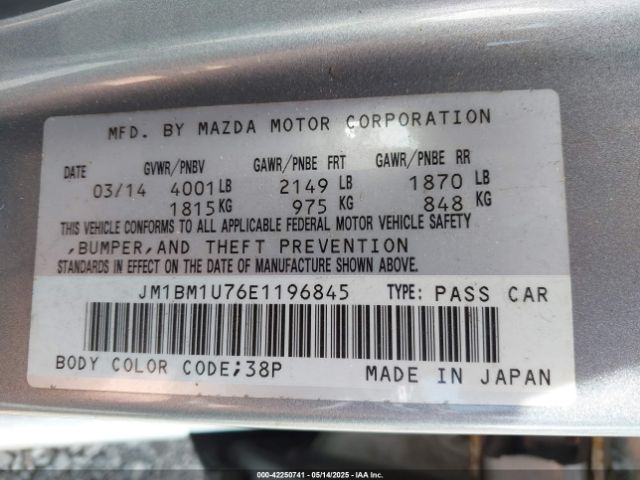 MFD. BY MAZDA MOTOR CORPORATION
DATE GVWR/PNBV GAWR/PNBE FRT GAWR/PNBE RR
03/14 4001 LB 2149 LB 1870 LB
1815 KG 975 KG 848 KG
THIS VEHICLE CONFORMS TO ALL APPLICABLE FEDERAL MOTOR VEHICLE SAFETY
,BUMPER,AND THEFT PREVENTION
STANDARDS IN EFFECT ON THE DATE OF MANUFACTURE SHOWN ABOVE.
JM1BM1U76E1196845 TYPE: PASS CAR
BODY COLOR CODE;38P MADE IN JAPAN
000-42250741 - 05/14/2025 - IAA Inc.